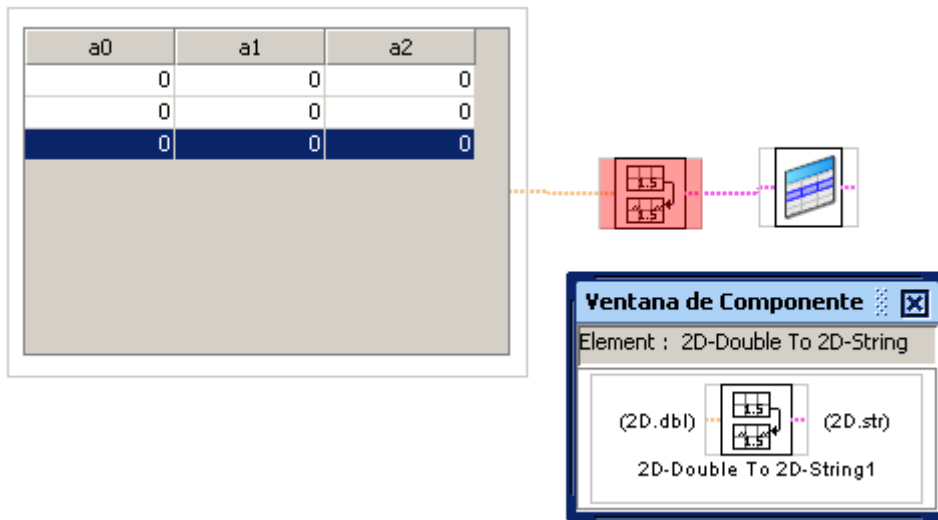 a0 a1 a2
0 0 0
0 0 0
0 0 0
1.5
"1.5"
Ventana de Componente
Element : 2D-Double To 2D-String
(2D.dbl) 1.5 (2D.str)
"1.5"
2D-Double To 2D-String1